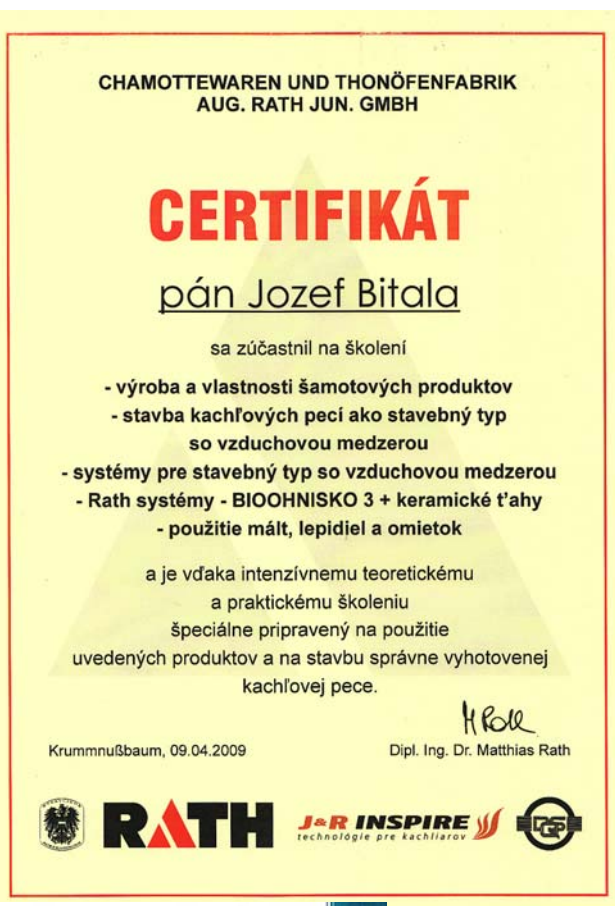 CHAMOTTEWAREN UND THONÖFENFABRIK
AUG. RATH JUN. GMBH
CERTIFIKÁT
pán Jozef Bitala
sa zúčastnil na školení
- výroba a vlastnosti šamotových produktov
- stavba kachľových pecí ako stavebný typ
so vzduchovou medzerou
- systémy pre stavebný typ so vzduchovou medzerou
- Rath systémy - BIOOHNISKO 3 + keramické ťahy
- použitie mált, lepidiel a omietok
a je vďaka intenzívnemu teoretickému
a praktickému školeniu
špeciálne pripravený na použitie
uvedených produktov a na stavbu správne vyhotovenej
kachľovej pece.
Krummnußbaum, 09.04.2009
Dipl. Ing. Dr. Matthias Rath
RATH
J&R INSPIRE
technológie pre kachliarov